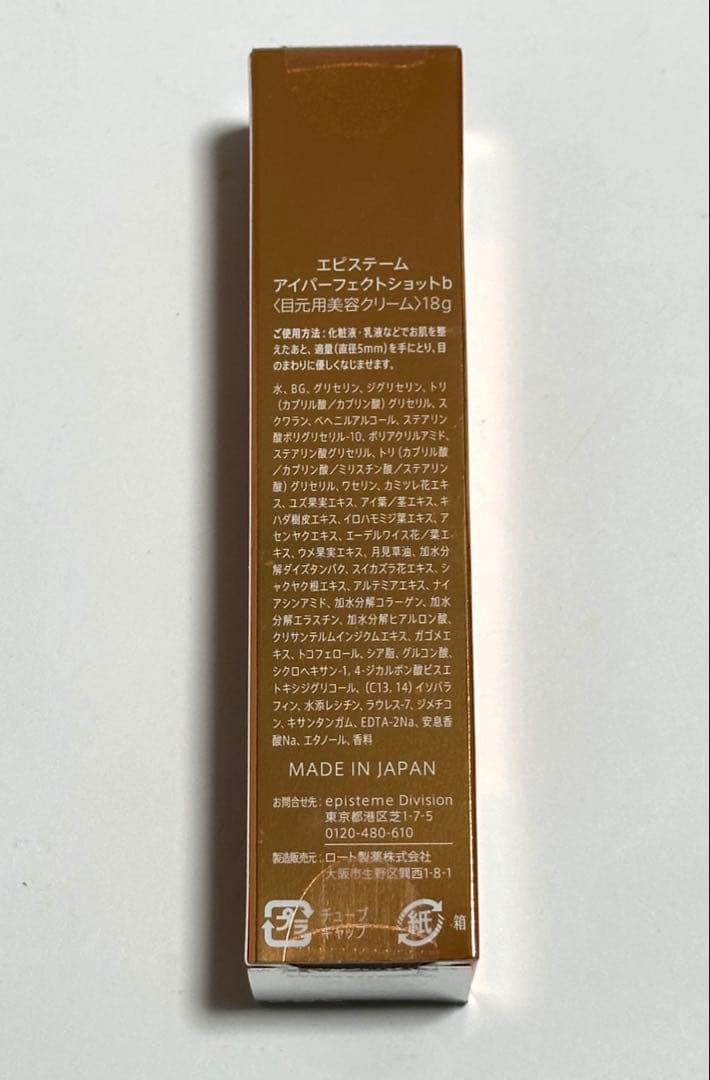 エピステーム
アイパーフェクトショットb
〈目元用美容クリーム〉18g
ご使用方法：化粧液・乳液などでお肌を整
えたあと、適量(直径5mm)を手にとり、目
のまわりに優しくなじませます。
水、BG、グリセリン、ジグリセリン、トリ
(カプリル酸／カプリン酸)グリセリル、ス
クワラン、ベヘニルアルコール、ステアリン
酸ポリグリセリル-10、ポリアクリルアミド、
ステアリン酸グリセリル、トリ(カプリル酸
／カプリン酸／ミリスチン酸／ステアリン
酸)グリセリル、ワセリン、カミツレ花エキ
ス、ユズ果実エキス、アイ葉／茎エキス、キ
ハダ樹皮エキス、イロハモミジ葉エキス、ア
センヤクエキス、エーデルワイス花／葉エ
キス、ウメ果実エキス、月見草油、加水分
解ダイズタンパク、スイカズラ花エキス、シ
ャクヤク根エキス、アルテミアエキス、ナイ
アシンアミド、加水分解コラーゲン、加水
分解エラスチン、加水分解ヒアルロン酸、
クリサンテルムインジクムエキス、ガゴメエ
キス、トコフェロール、シア脂、グルコン酸、
シクロヘキサン-1, 4-ジカルボン酸ビスエ
トキシジグリコール、(C13, 14)イソパラ
フィン、水添レシチン、ラウレス-7、ジメチコ
ン、キサンタンガム、EDTA-2Na、安息香
酸Na、エタノール、香料
MADE IN JAPAN
お問合せ先：episteme Division
東京都港区芝1-7-5
0120-480-610
製造販売元：ロート製薬株式会社
大阪市生野区巽西1-8-1
プラ チューブ
キャップ
紙 箱